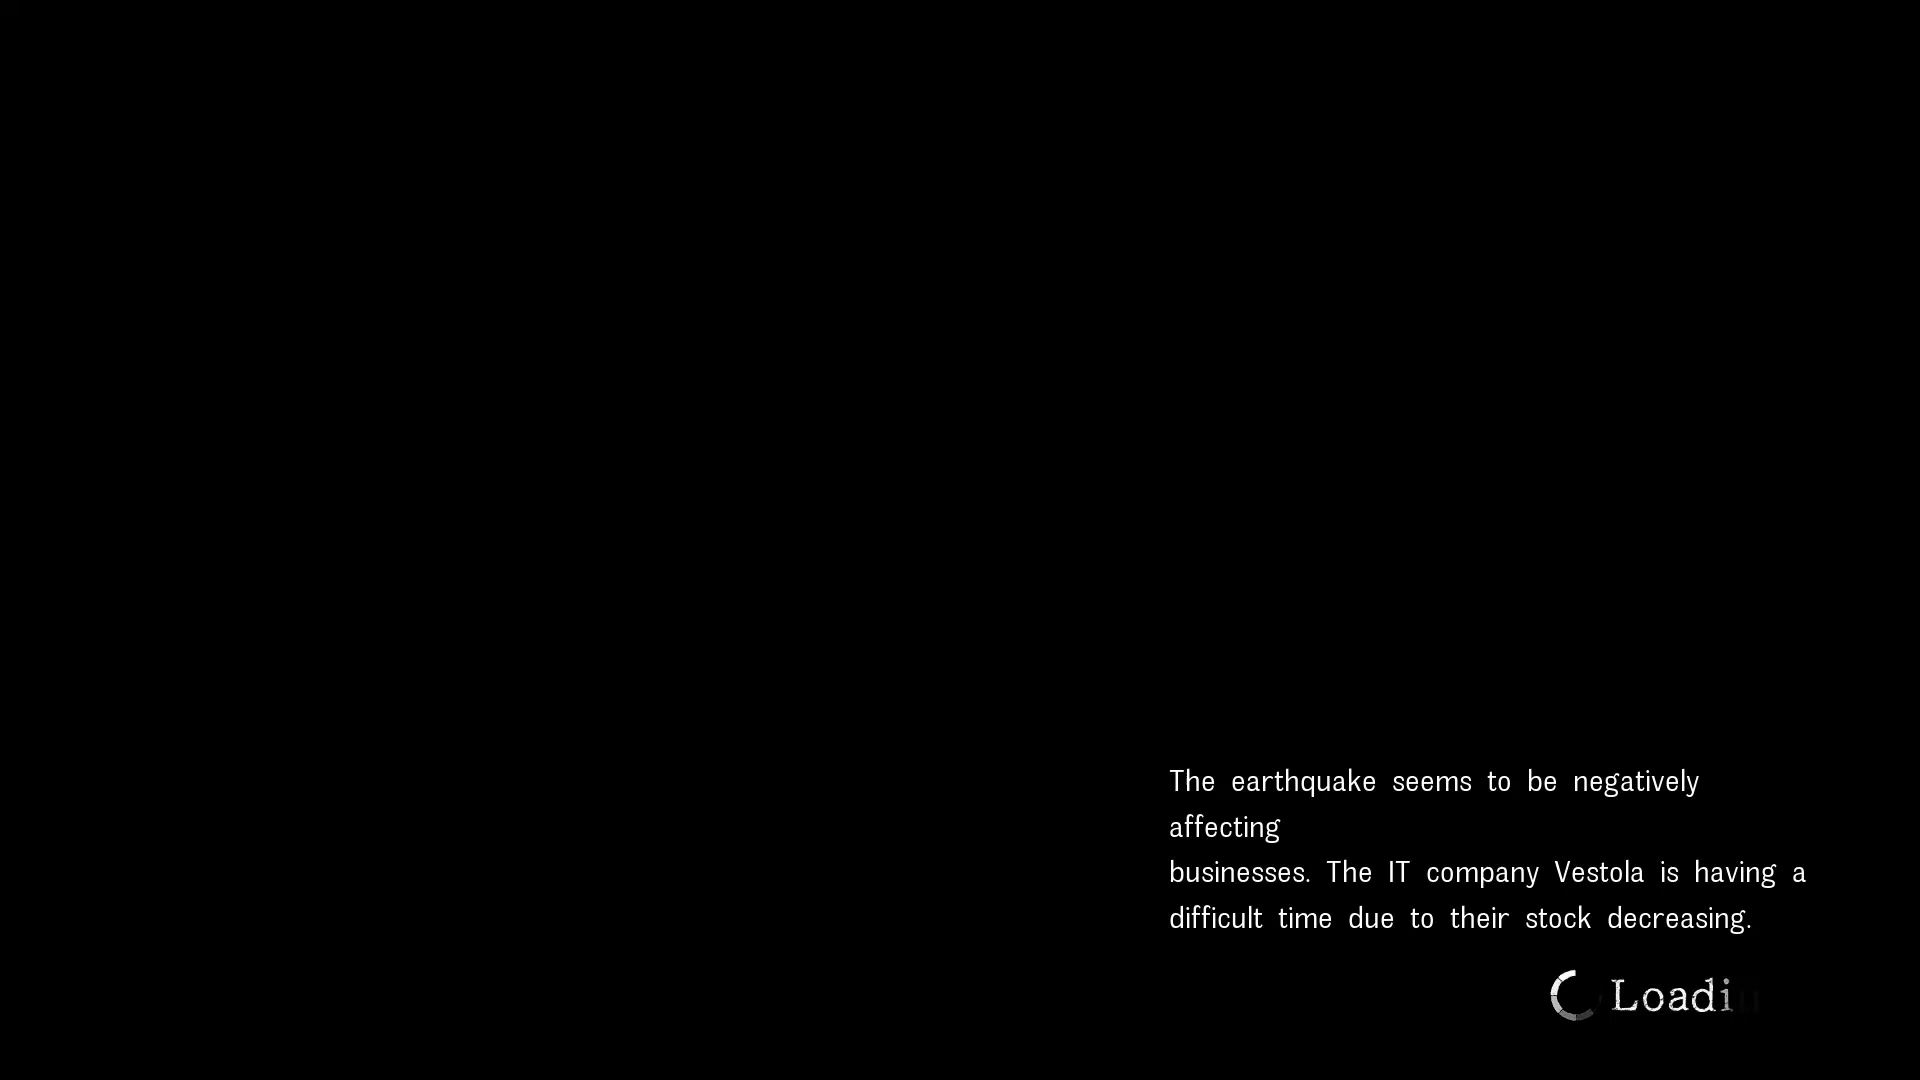 The earthquake seems to be negatively
affecting
businesses. The IT company Vestola is having a
difficult time due to their stock decreasing.
Loadi